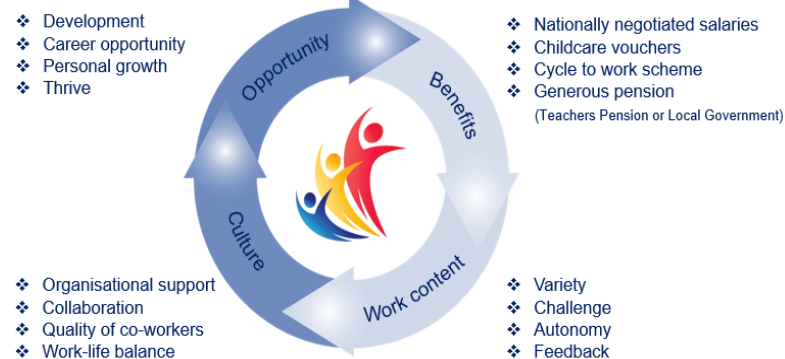 ❖ Development
❖ Career opportunity
❖ Personal growth
❖ Thrive
Opportunity
Benefits
❖ Nationally negotiated salaries
❖ Childcare vouchers
❖ Cycle to work scheme
❖ Generous pension
(Teachers Pension or Local Government)
Culture
Work content
❖ Organisational support
❖ Collaboration
❖ Quality of co-workers
❖ Work-life balance
❖ Variety
❖ Challenge
❖ Autonomy
❖ Feedback